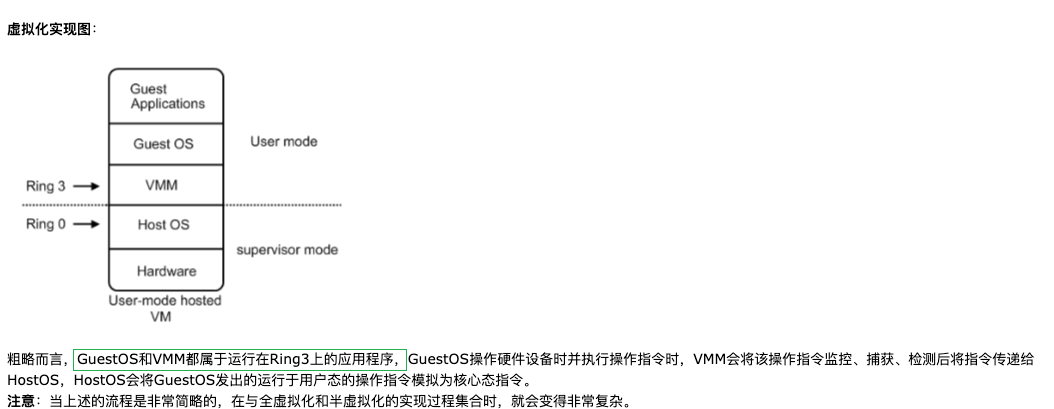 虚拟化实现图：
Guest
Applications
Guest OS
User mode
Ring 3
VMM
Ring 0
Host OS
supervisor mode
Hardware
User-mode hosted
VM
粗略而言，GuestOS和VMM都属于运行在Ring3上的应用程序，GuestOS操作硬件设备时并执行操作指令时，VMM会将该操作指令监控、捕获、检测后将指令传递给
HostOS，HostOS会将GuestOS发出的运行于用户态的操作指令模拟为核心态指令。
注意：当上述的流程是非常简略的，在与全虚拟化和半虚拟化的实现过程集合时，就会变得非常复杂。